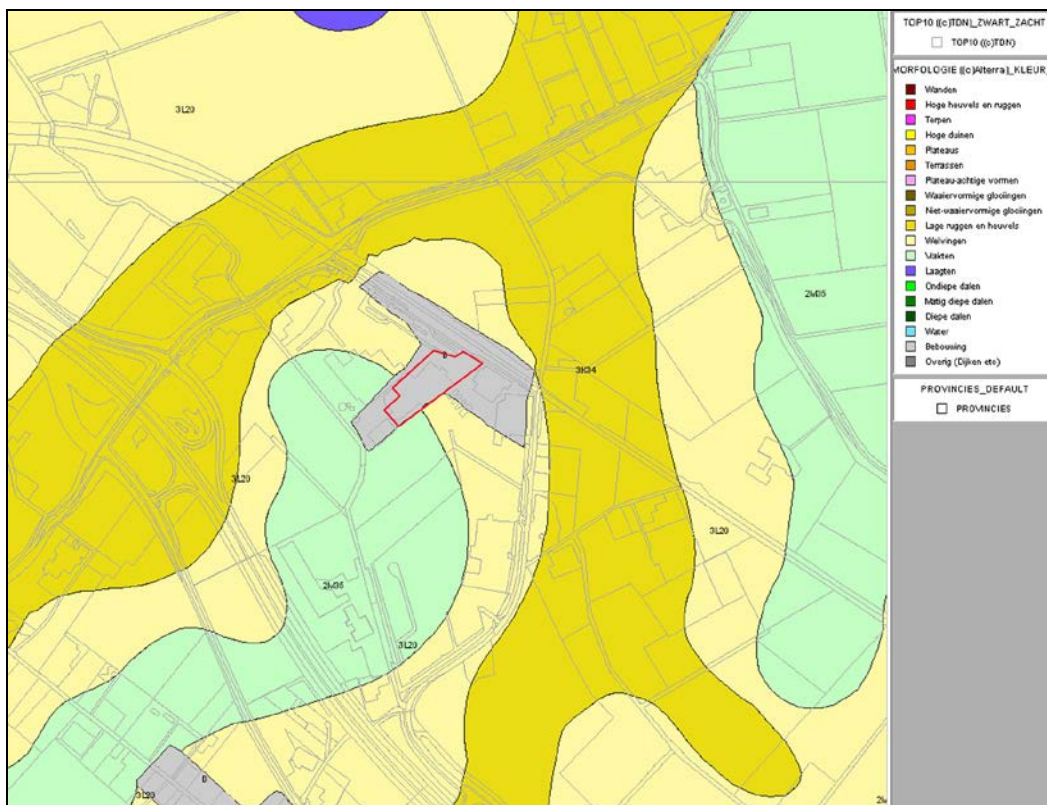 TOP10 ((c)TDN)_ZWART_ZACHT
TOP10 ((c)TDN)
MORFOLOGIE ((c)Alterra)_KLEUR
Wanden
Hoge heuvels en ruggen
Terpen
Hoge duinen
Plateaus
Terrassen
Plateau-achtige vormen
Waaiervormige glooiingen
Niet-waaiervormige glooiingen
Lage ruggen en heuvels
Welvingen
Vlakten
Laagten
Ondiepe dalen
Matig diepe dalen
Diepe dalen
Water
Bebouwing
Overig (Dijken etc)
PROVINCIES_DEFAULT
PROVINCIES
3L20
2M35
B
3K34
3L20
3L20
2M35
3L20
B
3L20